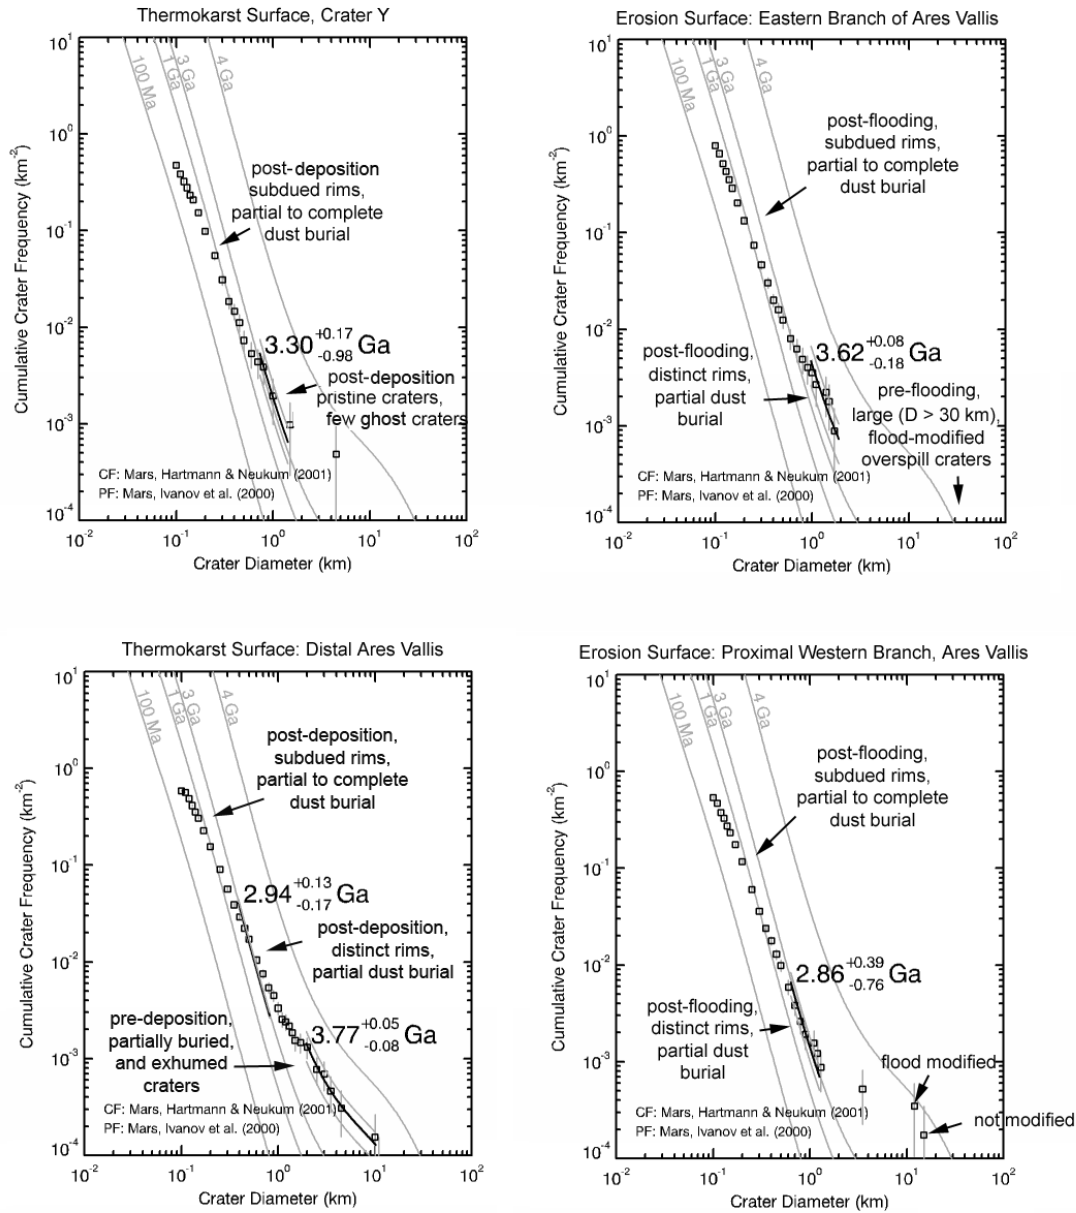 Thermokarst Surface, Crater Y
Cumulative Crater Frequency (km-2)
10^1
10^0
10^-1
10^-2
10^-3
10^-4
100 Ma
1 Ga
3 Ga
4 Ga
post-deposition
subdued rims,
partial to complete
dust burial
3.30 +0.17 -0.98 Ga
post-deposition
pristine craters,
few ghost craters
CF: Mars, Hartmann & Neukum (2001)
PF: Mars, Ivanov et al. (2000)
10^-2 10^-1 10^0 10^1 10^2
Crater Diameter (km)
Erosion Surface: Eastern Branch of Ares Vallis
Cumulative Crater Frequency (km-2)
10^1
10^0
10^-1
10^-2
10^-3
10^-4
100 Ma
1 Ga
3 Ga
4 Ga
post-flooding,
subdued rims,
partial to complete
dust burial
3.62 +0.08 -0.18 Ga
post-flooding,
distinct rims,
partial dust
burial
pre-flooding,
large (D > 30 km),
flood-modified
overspill craters
CF: Mars, Hartmann & Neukum (2001)
PF: Mars, Ivanov et al. (2000)
10^-2 10^-1 10^0 10^1 10^2
Crater Diameter (km)
Thermokarst Surface: Distal Ares Vallis
Cumulative Crater Frequency (km-2)
10^1
10^0
10^-1
10^-2
10^-3
10^-4
100 Ma
1 Ga
3 Ga
4 Ga
post-deposition,
subdued rims,
partial to complete
dust burial
2.94 +0.13 -0.17 Ga
post-deposition,
distinct rims,
partial dust burial
3.77 +0.05 -0.08 Ga
pre-deposition,
partially buried,
and exhumed
craters
CF: Mars, Hartmann & Neukum (2001)
PF: Mars, Ivanov et al. (2000)
10^-2 10^-1 10^0 10^1 10^2
Crater Diameter (km)
Erosion Surface: Proximal Western Branch, Ares Vallis
Cumulative Crater Frequency (km-2)
10^1
10^0
10^-1
10^-2
10^-3
10^-4
100 Ma
1 Ga
3 Ga
4 Ga
post-flooding,
subdued rims,
partial to complete
dust burial
2.86 +0.39 -0.76 Ga
post-flooding,
distinct rims,
partial dust
burial
flood modified
not modified
CF: Mars, Hartmann & Neukum (2001)
PF: Mars, Ivanov et al. (2000)
10^-2 10^-1 10^0 10^1 10^2
Crater Diameter (km)